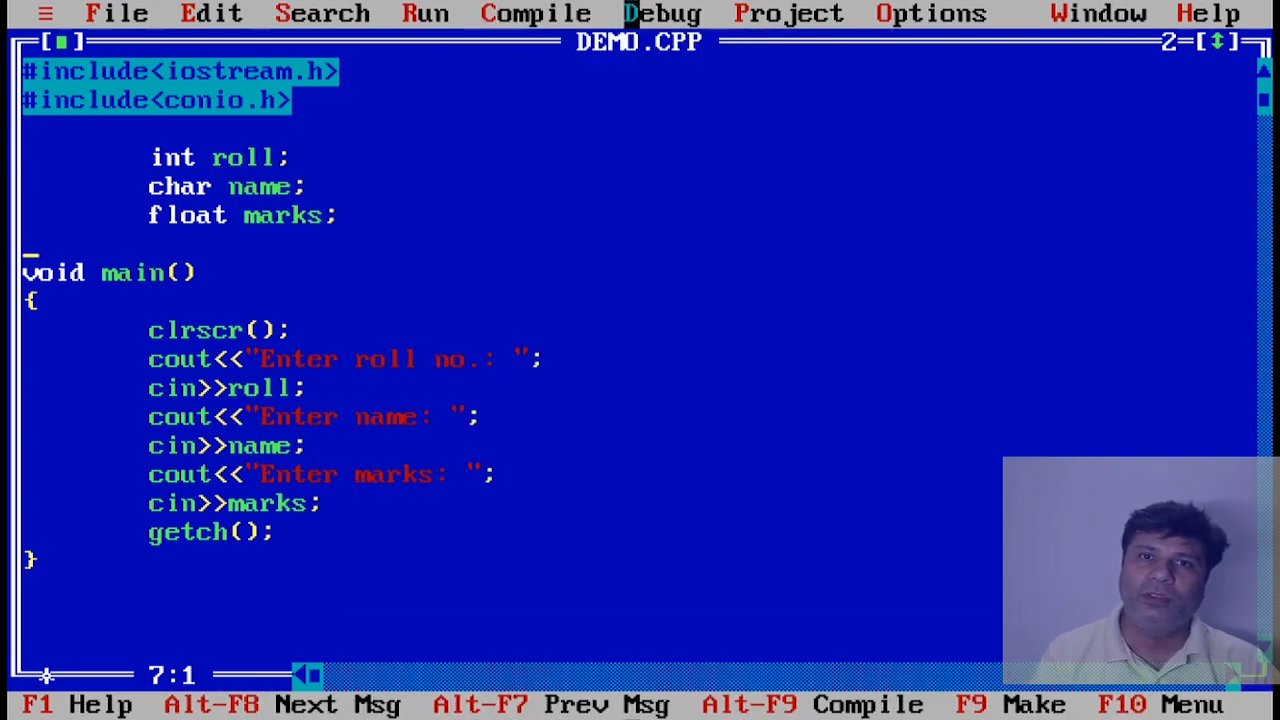 ≡ File Edit Search Run Compile Debug Project Options Window Help
[■] DEMO.CPP 2=[↕]
#include<iostream.h>
#include<conio.h>
int roll;
char name;
float marks;
void main()
{
clrscr();
cout<<"Enter roll no.: ";
cin>>roll;
cout<<"Enter name: ";
cin>>name;
cout<<"Enter marks: ";
cin>>marks;
getch();
}
7:1
F1 Help Alt-F8 Next Msg Alt-F7 Prev Msg Alt-F9 Compile F9 Make F10 Menu